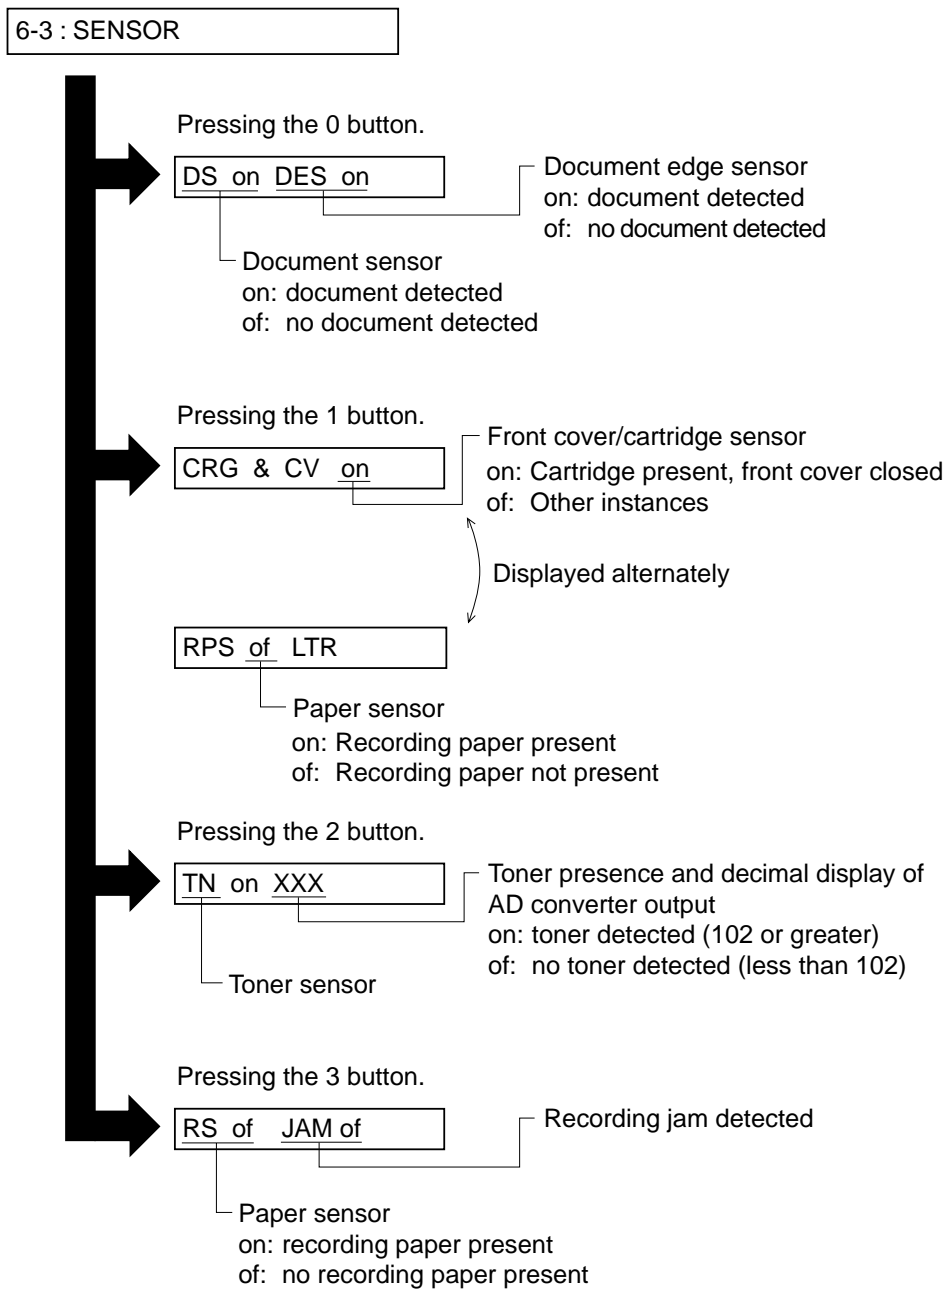 6-3 : SENSOR
Pressing the 0 button.
DS on DES on
Document edge sensor
on: document detected
of: no document detected
Document sensor
on: document detected
of: no document detected
Pressing the 1 button.
CRG & CV on
Front cover/cartridge sensor
on: Cartridge present, front cover closed
of: Other instances
Displayed alternately
RPS of LTR
Paper sensor
on: Recording paper present
of: Recording paper not present
Pressing the 2 button.
TN on XXX
Toner presence and decimal display of
AD converter output
on: toner detected (102 or greater)
of: no toner detected (less than 102)
Toner sensor
Pressing the 3 button.
RS of JAM of
Recording jam detected
Paper sensor
on: recording paper present
of: no recording paper present